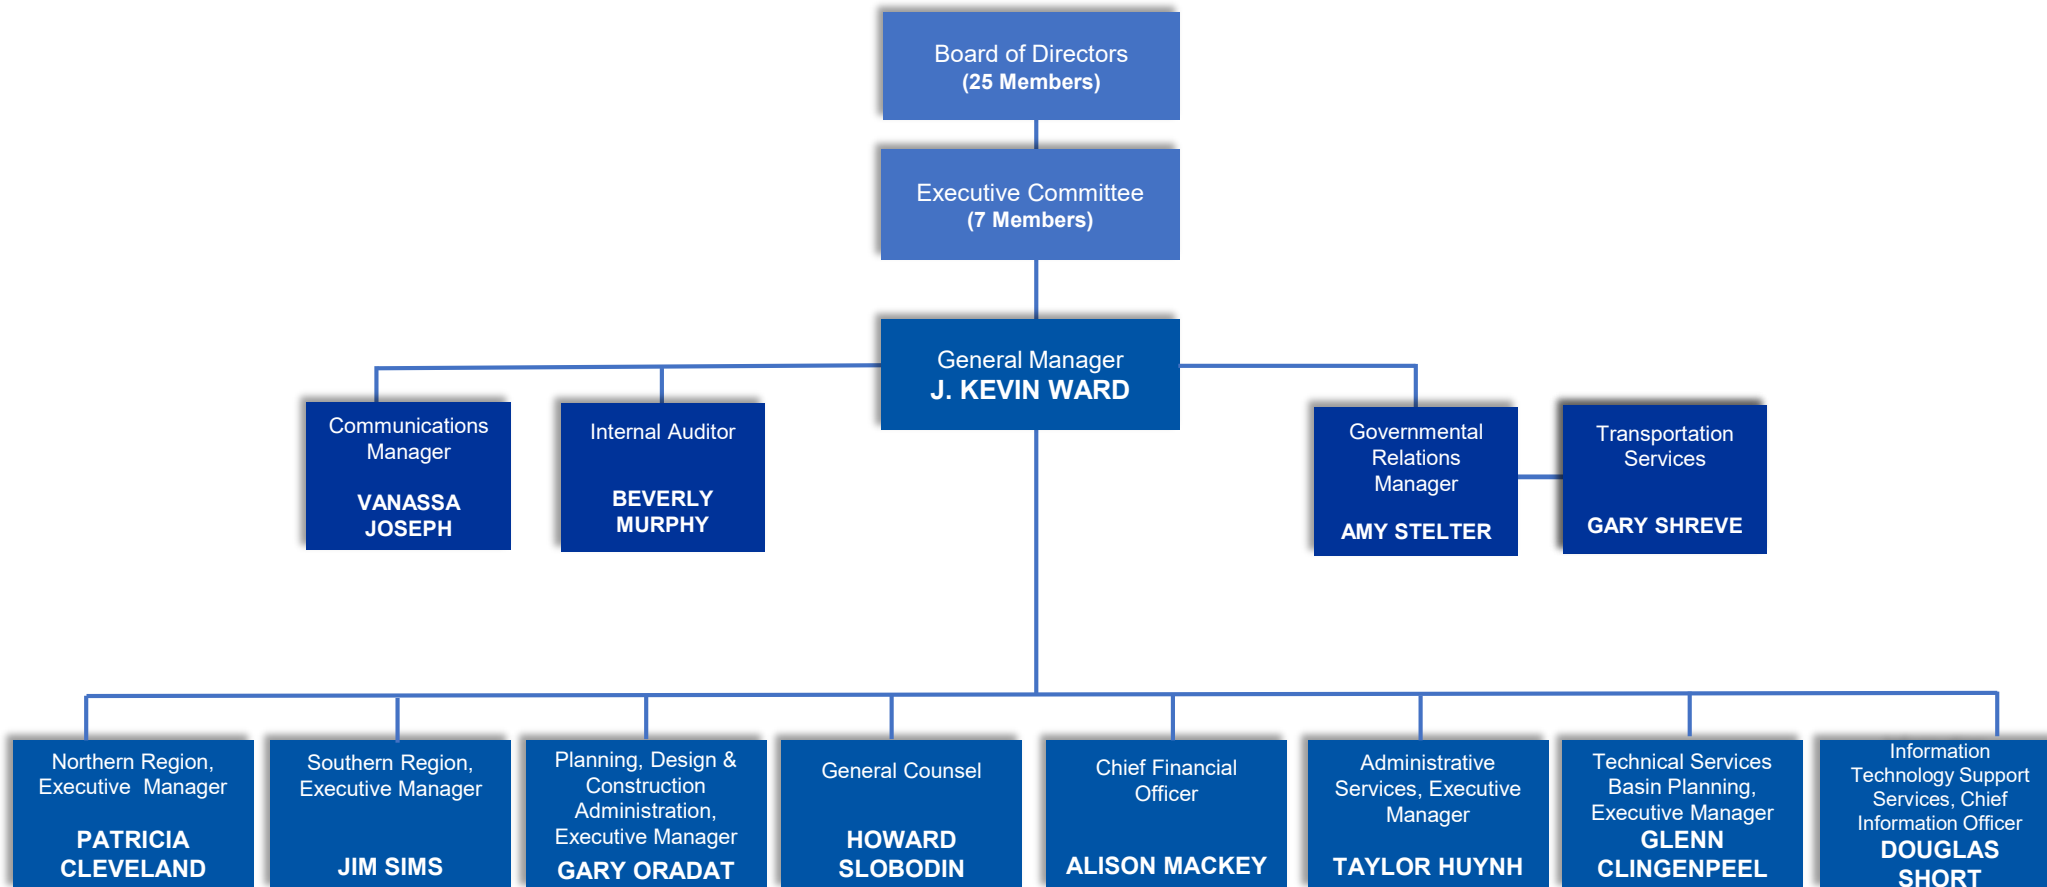 Board of Directors
(25 Members)
Executive Committee
(7 Members)
General Manager
J. KEVIN WARD
Communications
Manager
VANASSA
JOSEPH
Internal Auditor
BEVERLY
MURPHY
Governmental
Relations
Manager
AMY STELTER
Transportation
Services
GARY SHREVE
Northern Region,
Executive Manager
PATRICIA
CLEVELAND
Southern Region,
Executive Manager
JIM SIMS
Planning, Design &
Construction
Administration,
Executive Manager
GARY ORADAT
General Counsel
HOWARD
SLOBODIN
Chief Financial
Officer
ALISON MACKEY
Administrative
Services, Executive
Manager
TAYLOR HUYNH
Technical Services
Basin Planning,
Executive Manager
GLENN
CLINGENPEEL
Information
Technology Support
Services, Chief
Information Officer
DOUGLAS
SHORT